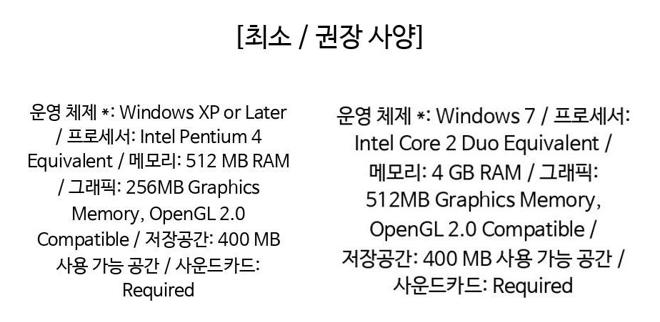 [최소 / 권장 사양]
운영 체제 *: Windows XP or Later
/ 프로세서: Intel Pentium 4
Equivalent / 메모리: 512 MB RAM
/ 그래픽: 256MB Graphics
Memory, OpenGL 2.0
Compatible / 저장공간: 400 MB
사용 가능 공간 / 사운드카드:
Required
운영 체제 *: Windows 7 / 프로세서:
Intel Core 2 Duo Equivalent /
메모리: 4 GB RAM / 그래픽:
512MB Graphics Memory,
OpenGL 2.0 Compatible /
저장공간: 400 MB 사용 가능 공간 /
사운드카드: Required